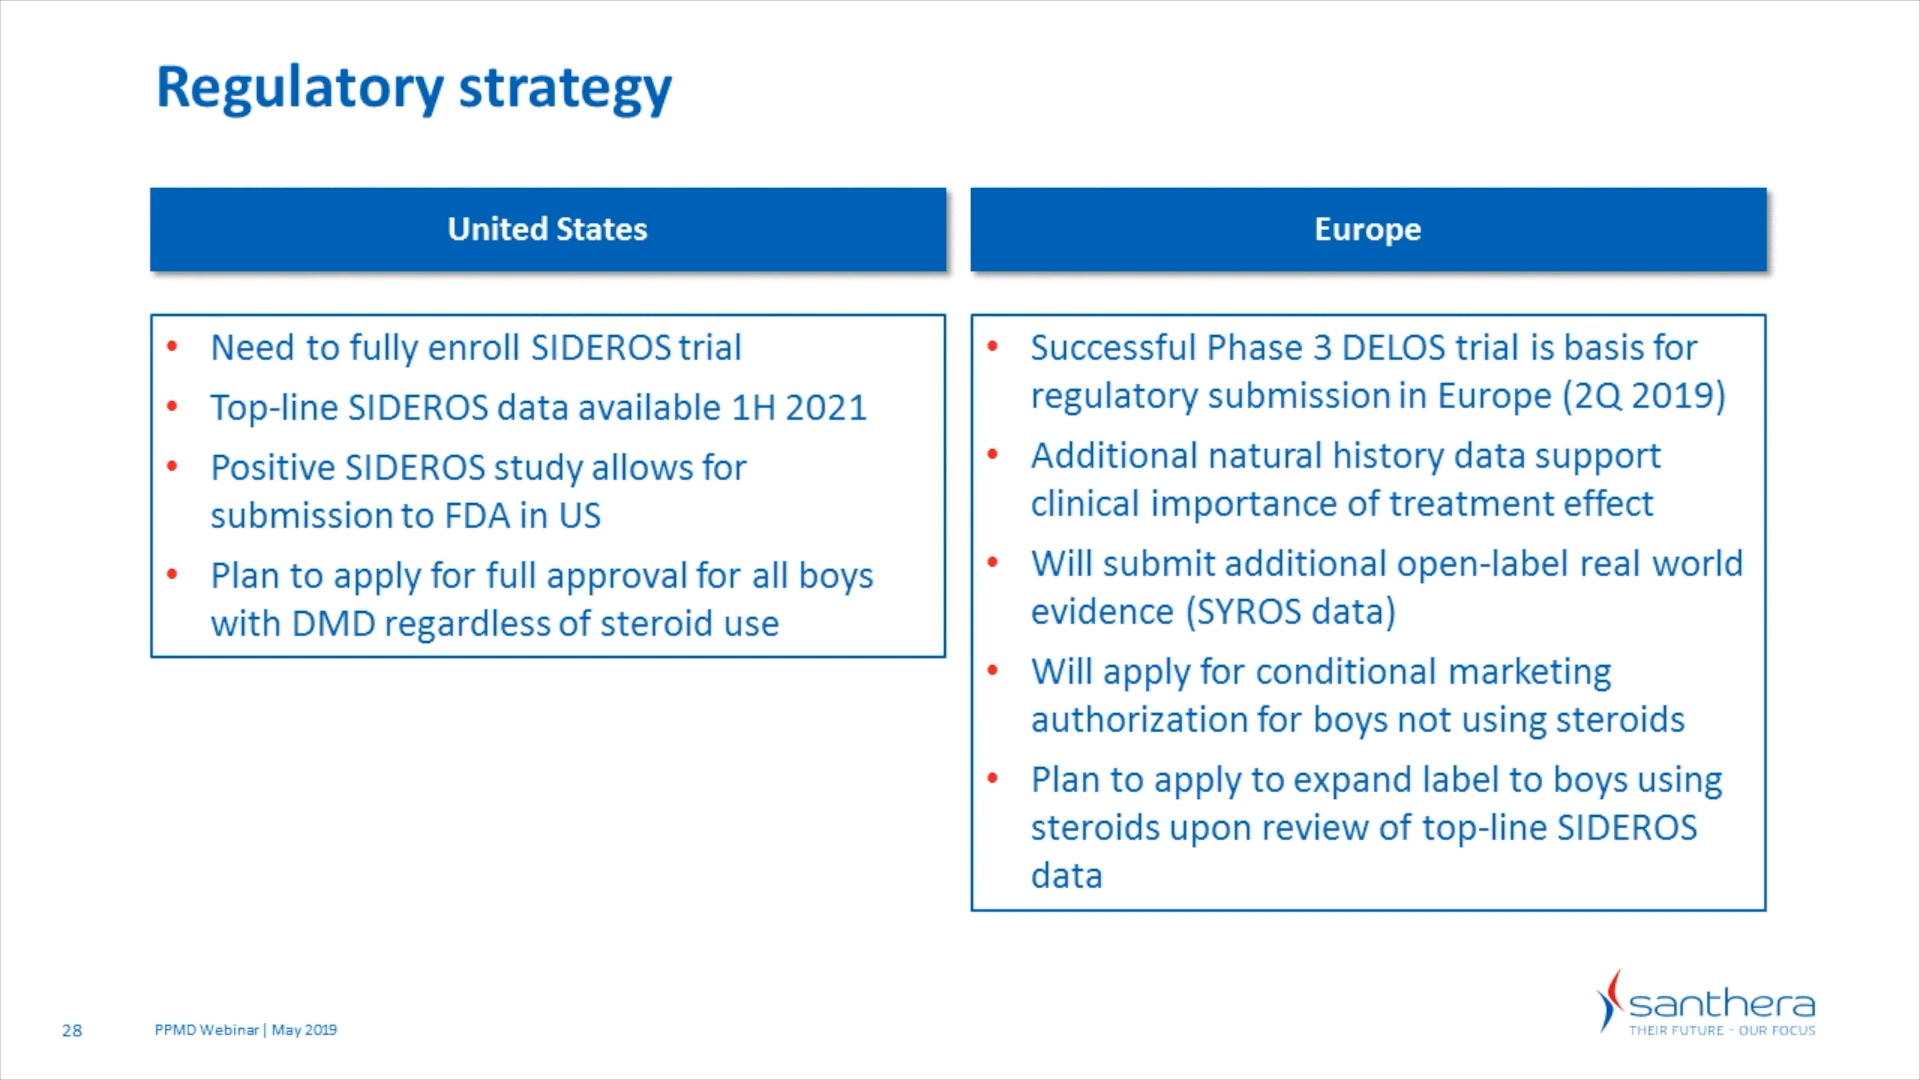 Regulatory strategy
United States
• Need to fully enroll SIDEROS trial
• Top-line SIDEROS data available 1H 2021
• Positive SIDEROS study allows for
submission to FDA in US
• Plan to apply for full approval for all boys
with DMD regardless of steroid use
Europe
• Successful Phase 3 DELOS trial is basis for
regulatory submission in Europe (2Q 2019)
• Additional natural history data support
clinical importance of treatment effect
• Will submit additional open-label real world
evidence (SYROS data)
• Will apply for conditional marketing
authorization for boys not using steroids
• Plan to apply to expand label to boys using
steroids upon review of top-line SIDEROS
data
28
PPMD Webinar | May 2019
santhera
THEIR FUTURE - OUR FOCUS